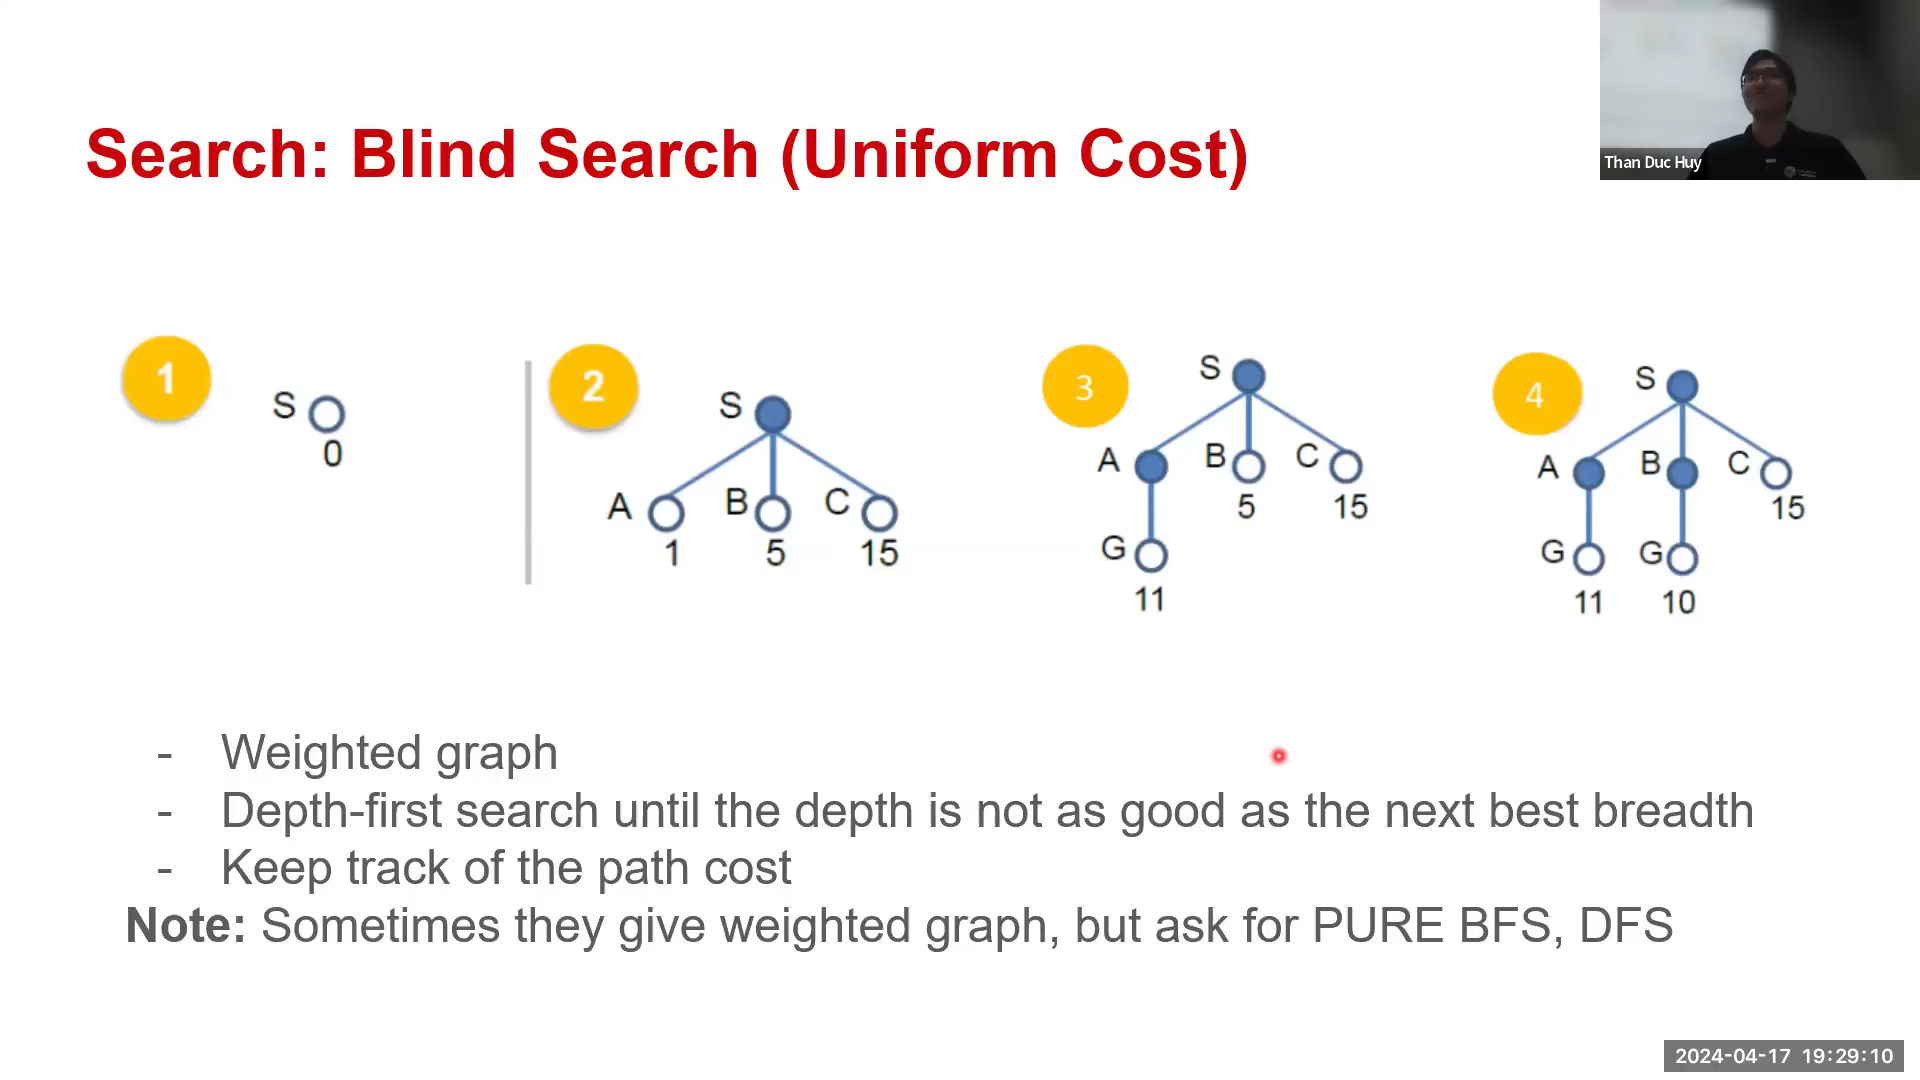 Search: Blind Search (Uniform Cost)
Than Duc Huy
1
S
0
2
S
A
B
C
1
5
15
3
S
A
B
C
5
15
G
11
4
S
A
B
C
15
G
G
11
10
- Weighted graph
- Depth-first search until the depth is not as good as the next best breadth
- Keep track of the path cost
Note: Sometimes they give weighted graph, but ask for PURE BFS, DFS
2024-04-17 19:29:10